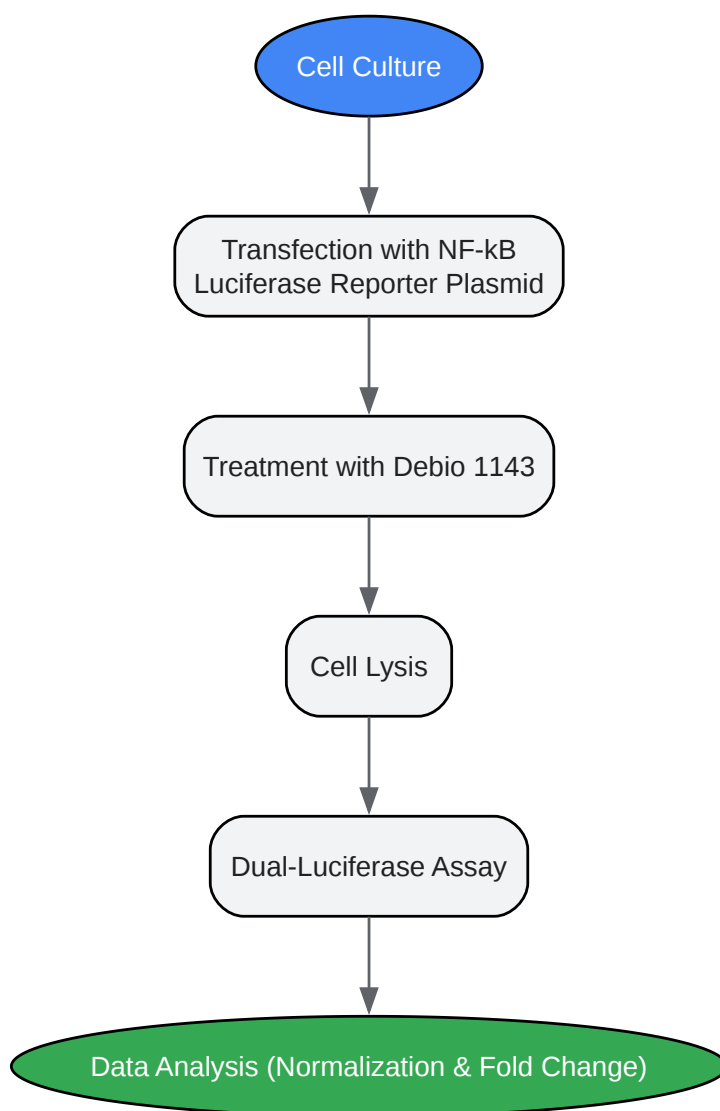 Cell Culture
Transfection with NF-kB
Luciferase Reporter Plasmid
Treatment with Debio 1143
Cell Lysis
Dual-Luciferase Assay
Data Analysis (Normalization & Fold Change)